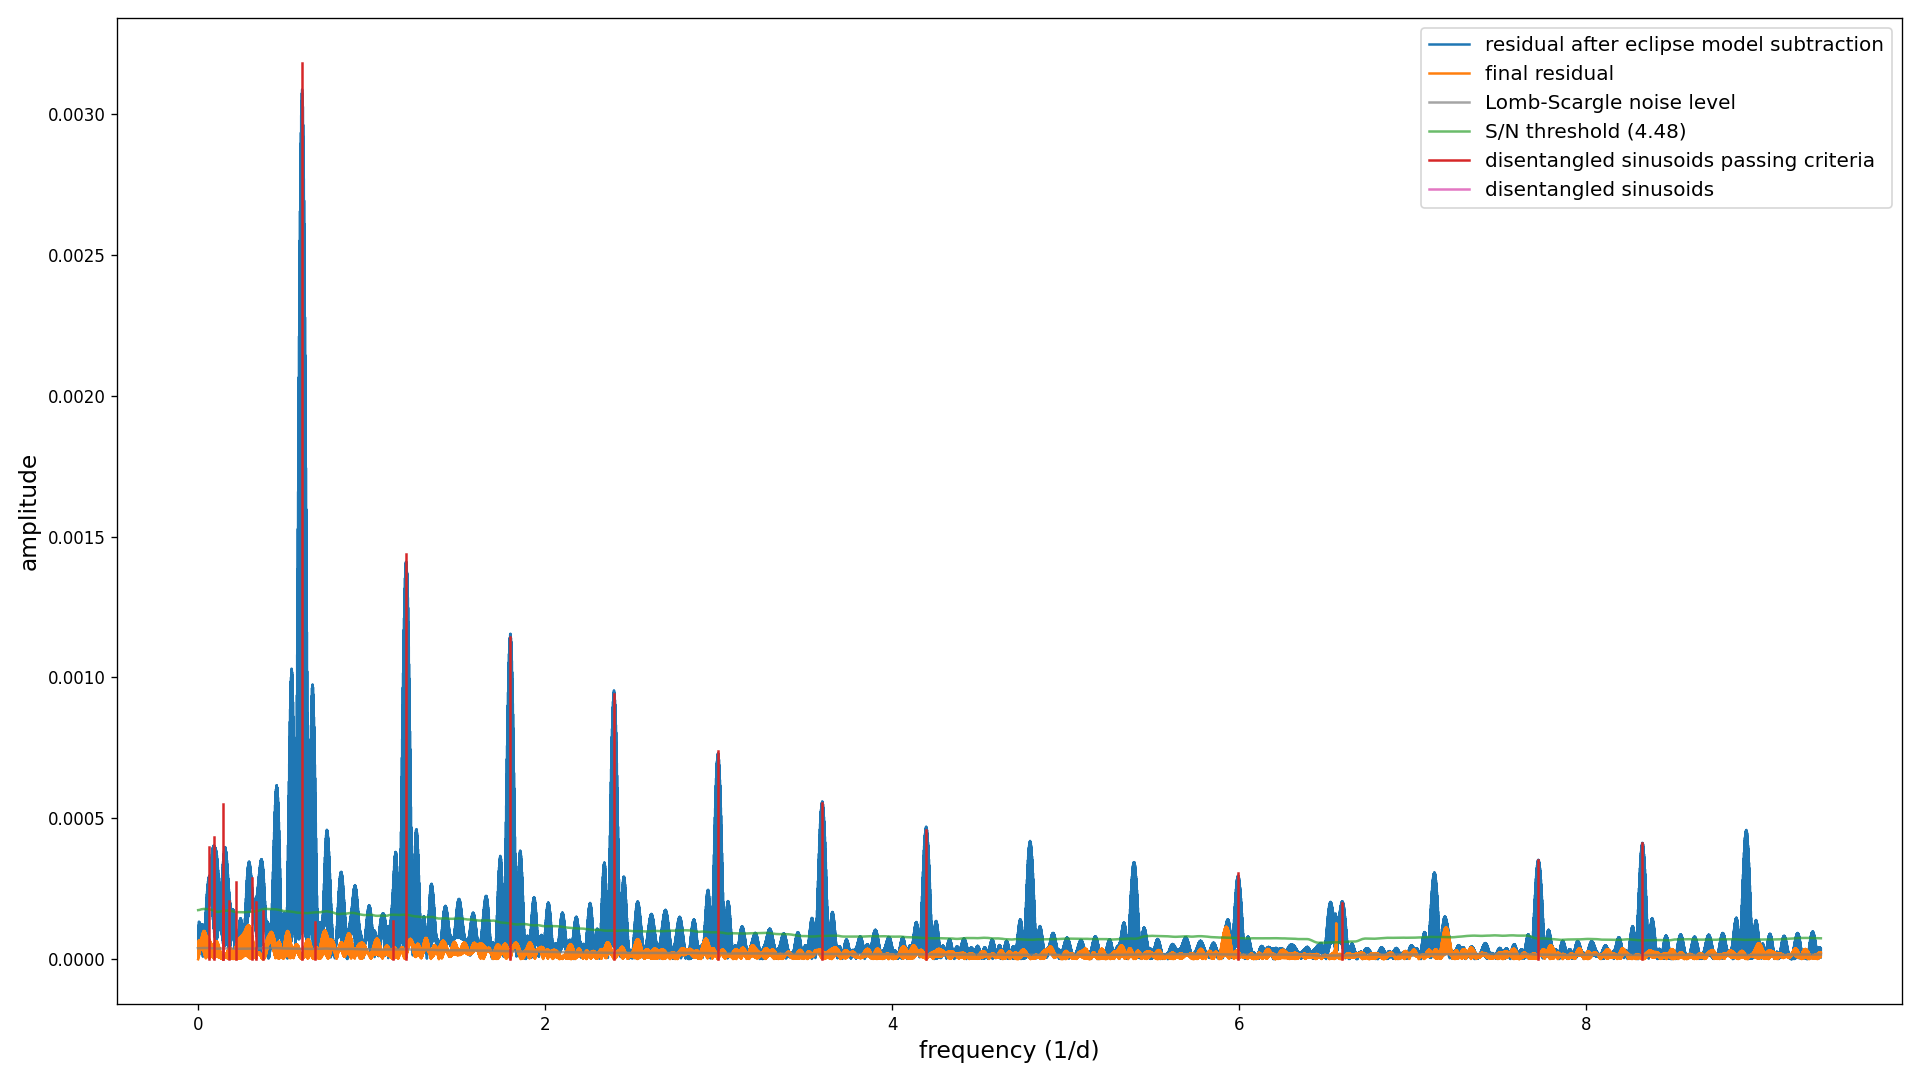 residual after eclipse model subtraction
final residual
Lomb-Scargle noise level
S/N threshold (4.48)
disentangled sinusoids passing criteria
disentangled sinusoids
0.0030
0.0025
0.0020
0.0015
0.0010
0.0005
0.0000
amplitude
0 2 4 6 8
frequency (1/d)